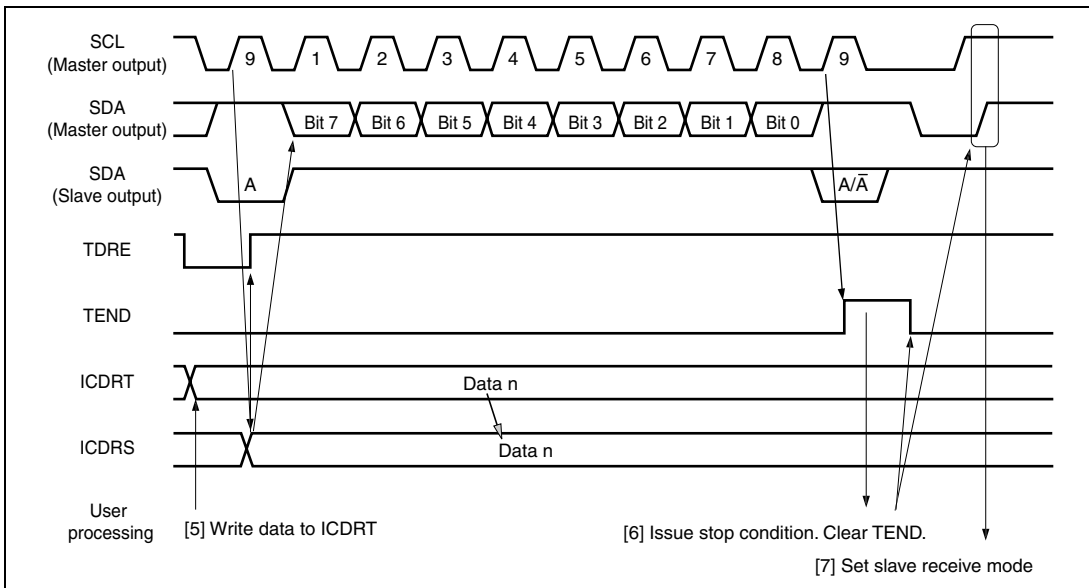 SCL
(Master output)
9 1 2 3 4 5 6 7 8 9
SDA
(Master output)
Bit 7 Bit 6 Bit 5 Bit 4 Bit 3 Bit 2 Bit 1 Bit 0
SDA
(Slave output)
A A/A̅
TDRE
TEND
ICDRT
Data n
ICDRS
Data n
User
processing
[5] Write data to ICDRT
[6] Issue stop condition. Clear TEND.
[7] Set slave receive mode